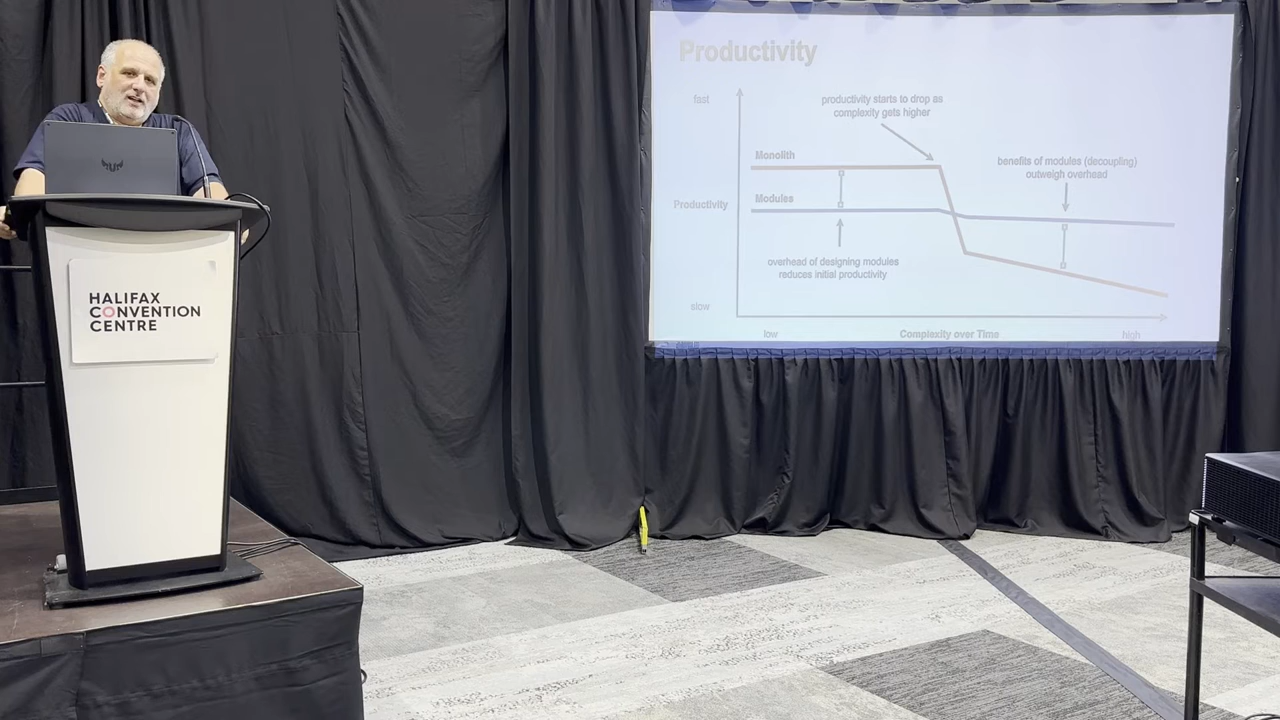 HALIFAX
CONVENTION
CENTRE
Productivity
fast
productivity starts to drop as
complexity gets higher
Monolith
benefits of modules (decoupling)
outweigh overhead
Modules
Productivity
overhead of designing modules
reduces initial productivity
slow
low
Complexity over Time
high